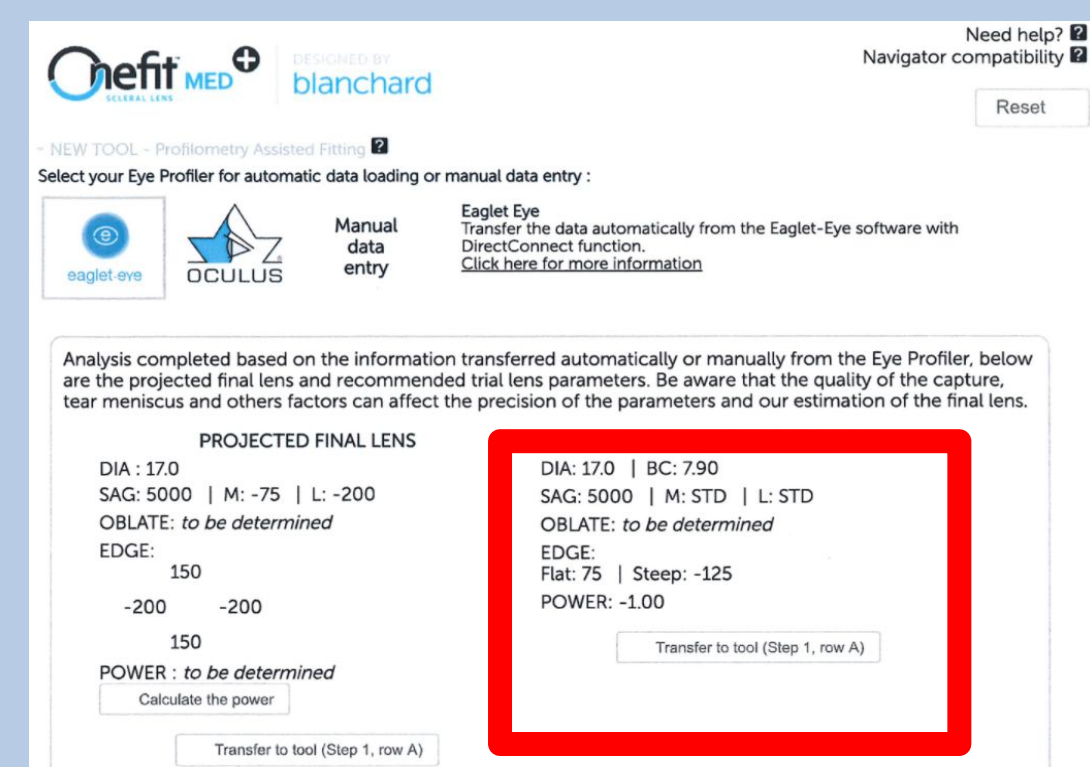 Need help? ?
Navigator compatibility ?
Reset
Onefit™ MED+
SCLERAL LENS
DESIGNED BY
blanchard
- NEW TOOL - Profilometry Assisted Fitting ?
Select your Eye Profiler for automatic data loading or manual data entry :
eaglet-eye
OCULUS®
Manual
data
entry
Eaglet Eye
Transfer the data automatically from the Eaglet-Eye software with
DirectConnect function.
Click here for more information
Analysis completed based on the information transferred automatically or manually from the Eye Profiler, below
are the projected final lens and recommended trial lens parameters. Be aware that the quality of the capture,
tear meniscus and others factors can affect the precision of the parameters and our estimation of the final lens.
PROJECTED FINAL LENS
DIA : 17.0
SAG: 5000 | M: -75 | L: -200
OBLATE: to be determined
EDGE:
150
-200 -200
150
POWER : to be determined
Calculate the power
Transfer to tool (Step 1, row A)
DIA: 17.0 | BC: 7.90
SAG: 5000 | M: STD | L: STD
OBLATE: to be determined
EDGE:
Flat: 75 | Steep: -125
POWER: -1.00
Transfer to tool (Step 1, row A)